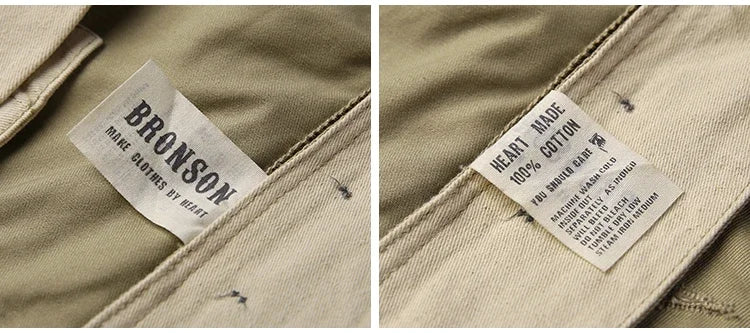 BRONSON
MAKE CLOTHES BY HEART
HEART MADE
100% COTTON
YOU SHOULD CARE
MACHINE WASH COLD
INSIDE OUT
SEPARATELY AS INDIGO
WILL BLEED
DO NOT BLEACH
TUMBLE DRY LOW
STEAM IRON MEDIUM